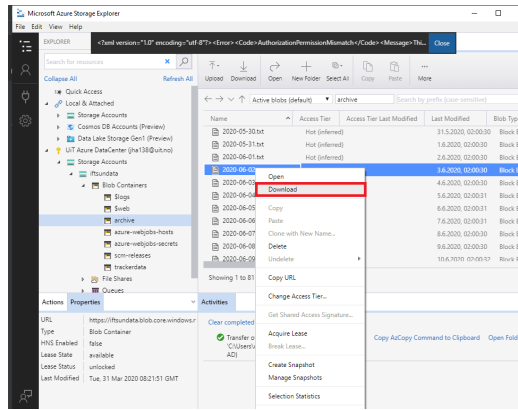 Microsoft Azure Storage Explorer
File Edit View Help
EXPLORER
<?xml version="1.0" encoding="utf-8"?><Error><Code>AuthorizationPermissionMismatch</Code><Message>Thi...
Close
Search for resources
Collapse All
Refresh All
Quick Access
Local & Attached
Storage Accounts
Cosmos DB Accounts (Preview)
Data Lake Storage Gen1 (Preview)
UiT Azure DataCenter (jha138@uit.no)
Storage Accounts
iftsundata
Blob Containers
$logs
$web
archive
azure-webjobs-hosts
azure-webjobs-secrets
scm-releases
trackerdata
File Shares
Queues
Upload Download Open New Folder Select All Copy Paste More
Active blobs (default) archive Search by prefix (case-sensitive)
Name Access Tier Access Tier Last Modified Last Modified Blob Typ
2020-05-30.txt Hot (inferred) 31.5.2020, 02:00:30 Block B
2020-05-31.txt Hot (inferred) 1.6.2020, 02:00:30 Block B
2020-06-01.txt Hot (inferred) 2.6.2020, 02:00:30 Block B
2020-06-02 3.6.2020, 02:00:30 Block B
2020-06-03 4.6.2020, 02:00:30 Block B
2020-06-04 5.6.2020, 02:00:31 Block B
2020-06-05 6.6.2020, 02:00:31 Block B
2020-06-06 7.6.2020, 02:00:31 Block B
2020-06-07 8.6.2020, 02:00:30 Block B
2020-06-08 9.6.2020, 02:00:30 Block B
2020-06-09 10.6.2020, 02:00:32 Block B
Showing 1 to 81
Open
Download
Copy
Paste
Clone with New Name...
Delete
Undelete
Copy URL
Change Access Tier...
Get Shared Access Signature...
Acquire Lease
Break Lease...
Create Snapshot
Manage Snapshots
Selection Statistics
Actions Properties
URL https://iftsundata.blob.core.windows.r
Type Blob Container
HNS Enabled false
Lease State available
Lease Status unlocked
Last Modified Tue, 31 Mar 2020 08:21:51 GMT
Activities
Clear completed
Transfer o
'C:\Users\
AD)
Copy AzCopy Command to Clipboard Open Fold